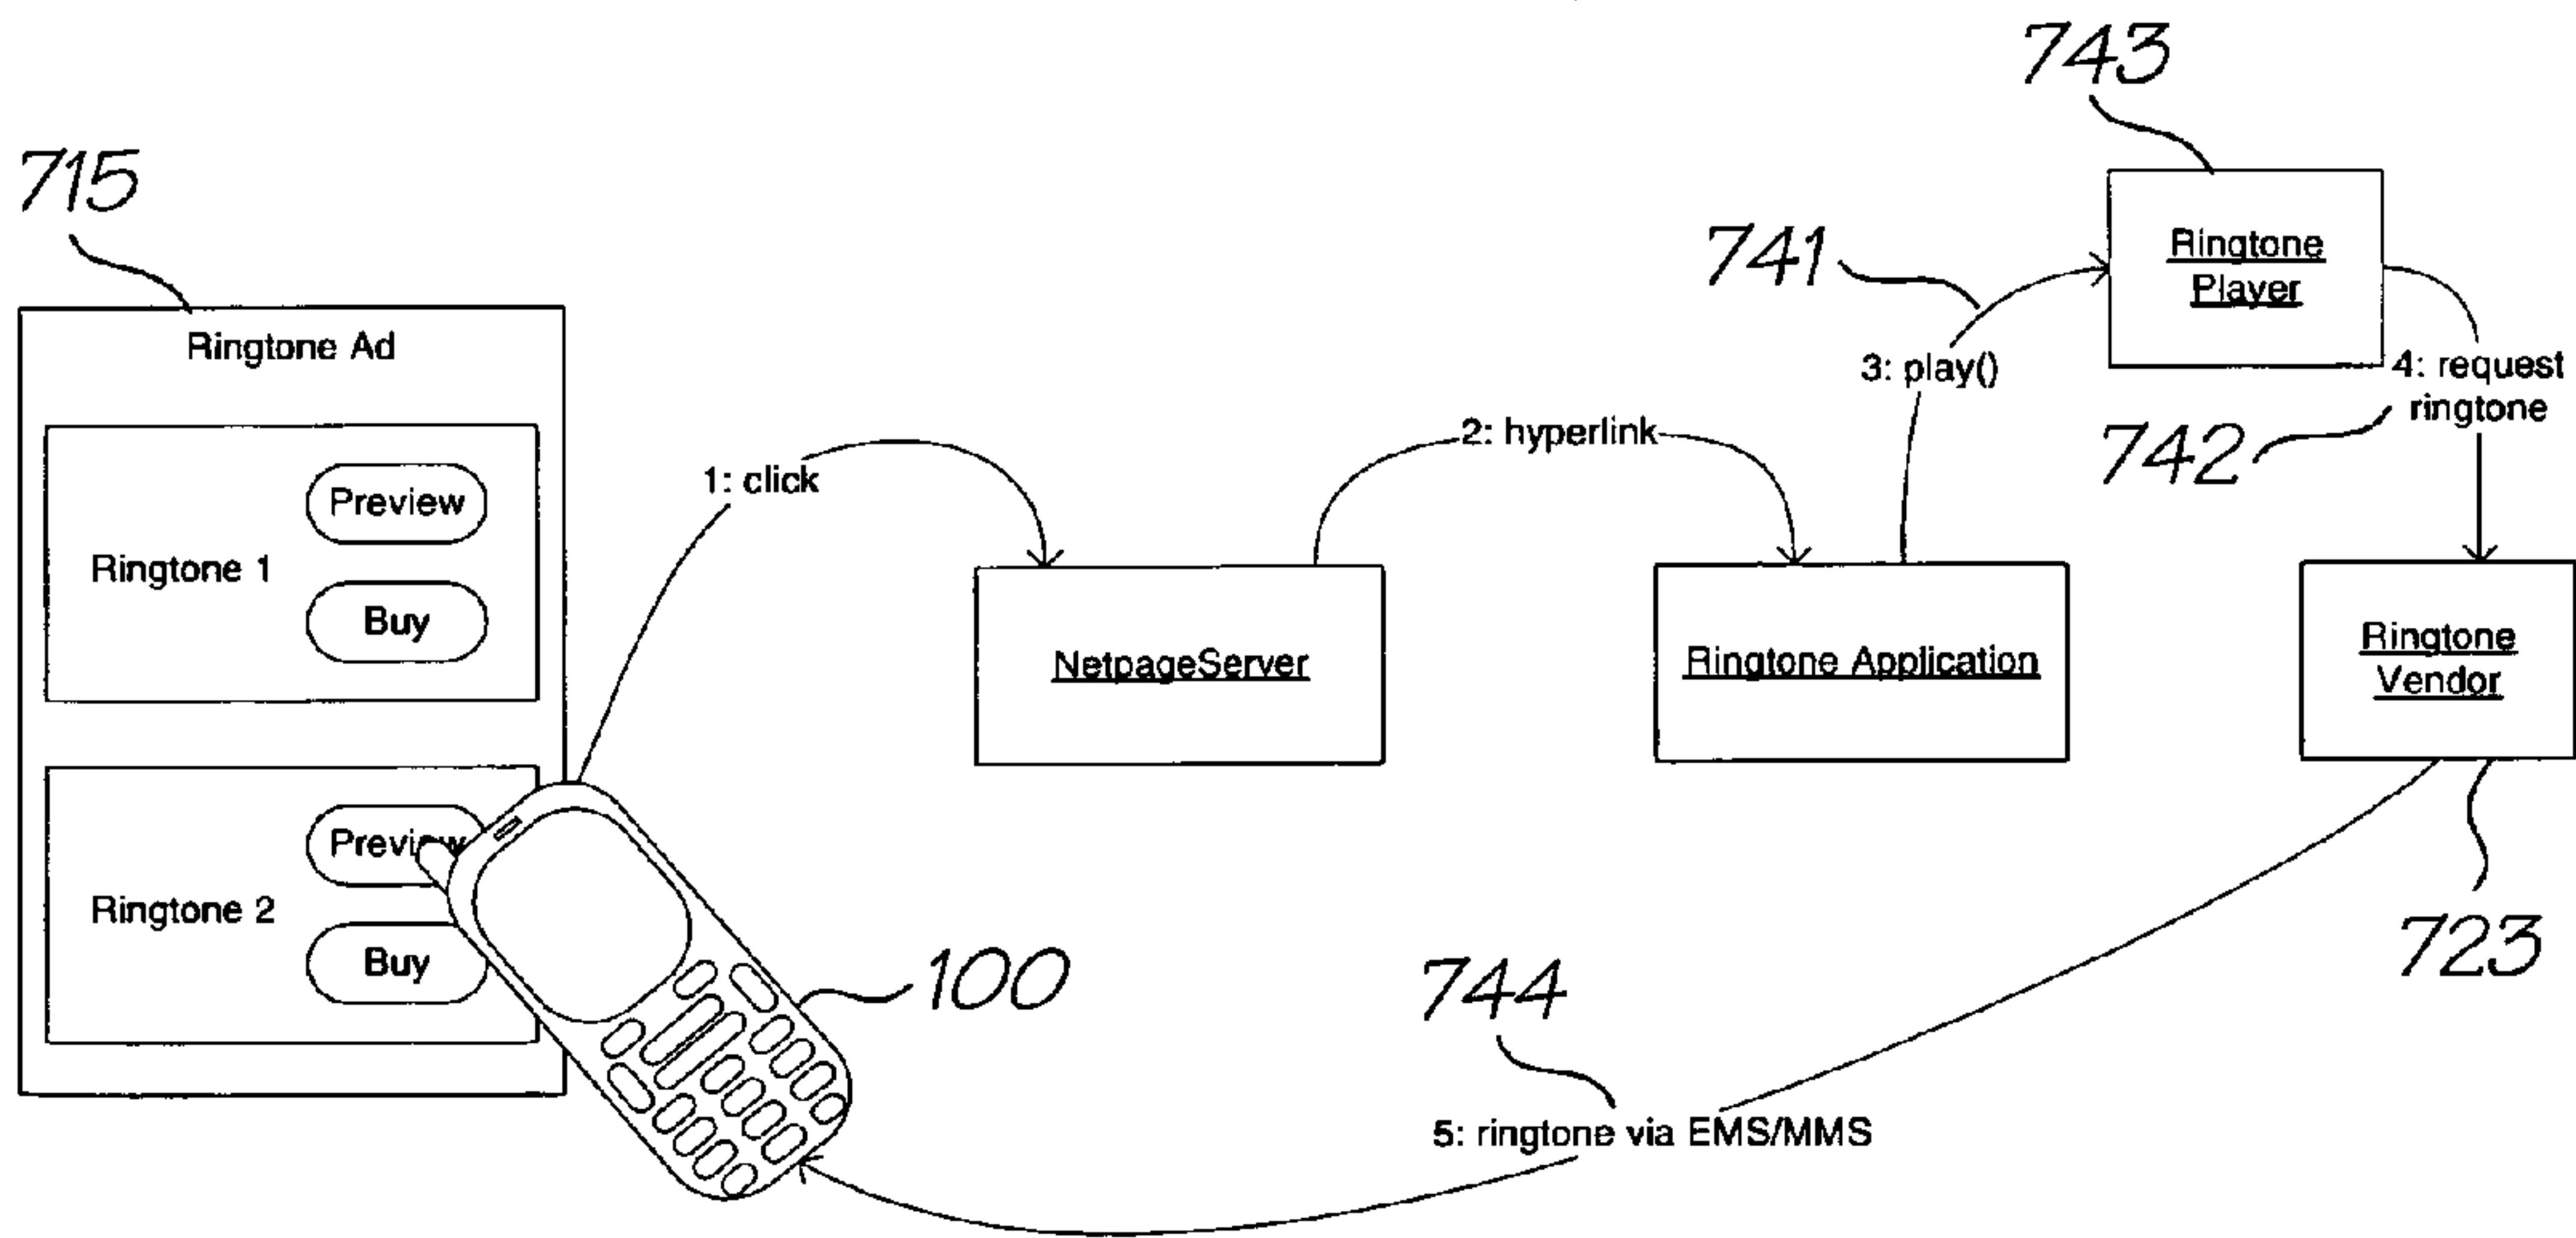 743
715
741
Ringtone
Player
Ringtone Ad
3: play()
4: request
ringtone
742
1: click
2: hyperlink
Preview
Ringtone 1
Buy
NetpageServer
Ringtone Application
Ringtone
Vendor
Preview
Ringtone 2
Buy
100
744
723
5: ringtone via EMS/MMS